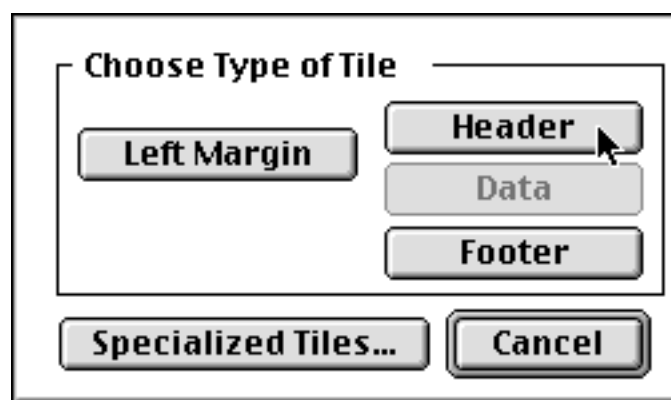 Choose Type of Tile
Header
Left Margin
Data
Footer
Specialized Tiles...
Cancel